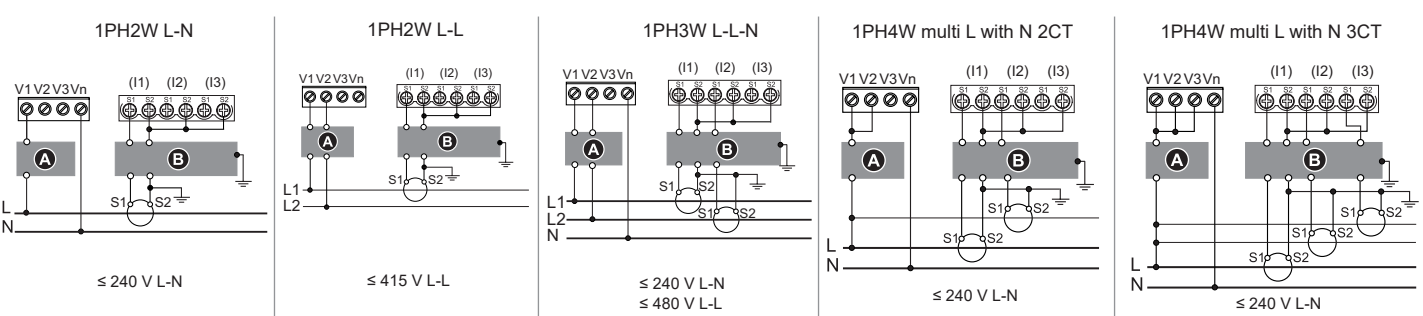 1PH2W L-N
V1 V2 V3 Vn
(I1) (I2) (I3)
S1 S2 S1 S2 S1 S2
A
B
S1 S2
L
N
≤ 240 V L-N
1PH2W L-L
V1 V2 V3 Vn
(I1) (I2) (I3)
S1 S2 S1 S2 S1 S2
A
B
S1 S2
L1
L2
≤ 415 V L-L
1PH3W L-L-N
V1 V2 V3 Vn
(I1) (I2) (I3)
S1 S2 S1 S2 S1 S2
A
B
S1 S2
L1
S1 S2
L2
N
≤ 240 V L-N
≤ 480 V L-L
1PH4W multi L with N 2CT
V1 V2 V3 Vn
(I1) (I2) (I3)
S1 S2 S1 S2 S1 S2
A
B
S1 S2
S1 S2
L
N
≤ 240 V L-N
1PH4W multi L with N 3CT
V1 V2 V3 Vn
(I1) (I2) (I3)
S1 S2 S1 S2 S1 S2
A
B
S1 S2
S1 S2
S1 S2
L
N
≤ 240 V L-N